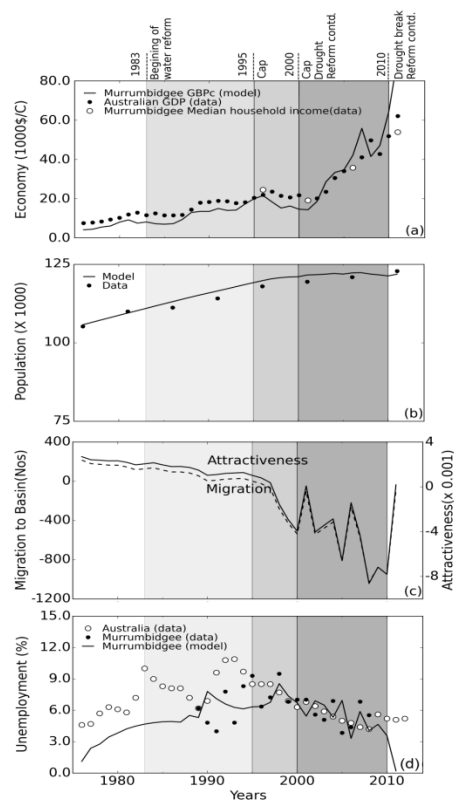 1983
Begining of
water reform
1995
Cap
2000
Cap
Drought
Reform contd.
2010
Drought break
Reform contd.
80.0
60.0
40.0
20.0
0.0
Economy (1000$/C)
Murrumbidgee GBPc (model)
Australian GDP (data)
Murrumbidgee Median household income(data)
(a)
125
75
Population (X 1000)
Model
Data
(b)
400
0
-400
-800
-1200
Migration to Basin(Nos)
Attractiveness
Migration
4
0
-4
-8
Attractiveness(x 0.001)
(c)
15.0
12.0
9.0
6.0
3.0
0.0
Unemployment (%)
Australia (data)
Murrumbidgee (data)
Murrumbidgee (model)
(d)
1980
1990
2000
2010
Years